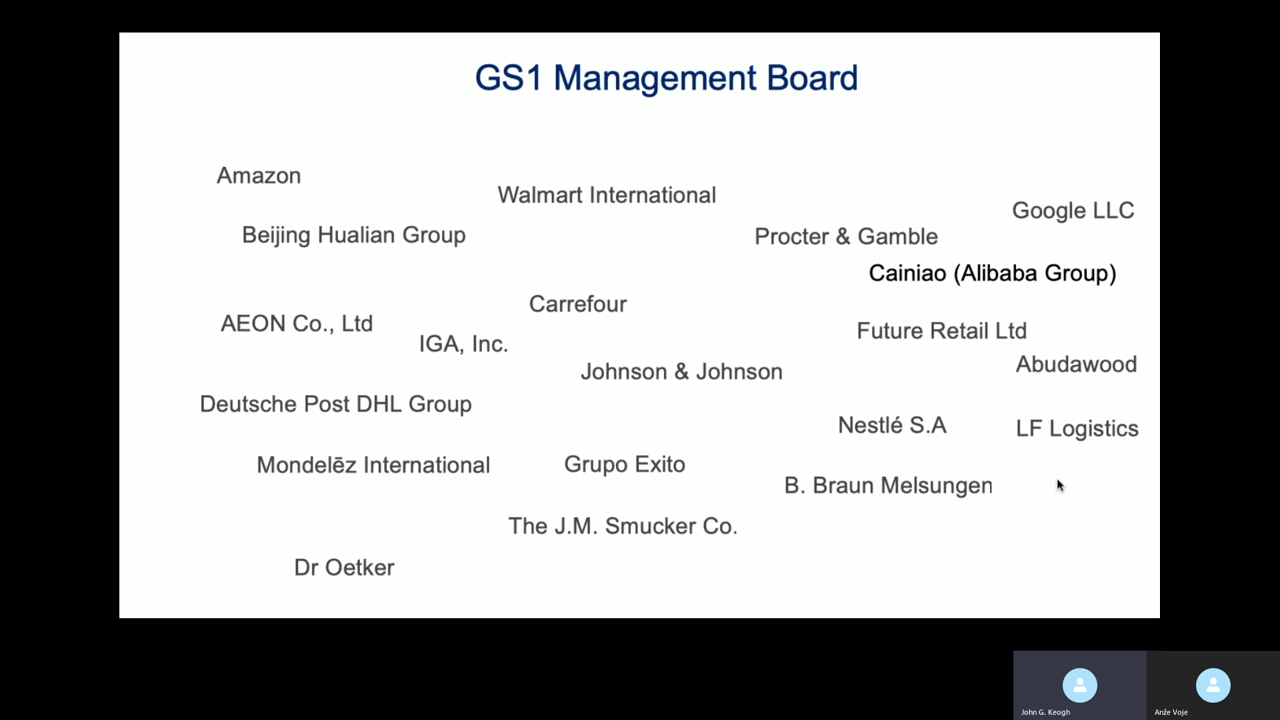 GS1 Management Board
Amazon
Walmart International
Google LLC
Beijing Hualian Group
Procter & Gamble
Cainiao (Alibaba Group)
Carrefour
AEON Co., Ltd
Future Retail Ltd
IGA, Inc.
Abudawood
Johnson & Johnson
Deutsche Post DHL Group
Nestlé S.A
LF Logistics
Mondelēz International
Grupo Exito
B. Braun Melsungen
The J.M. Smucker Co.
Dr Oetker
John G. Keogh
Anže Voje